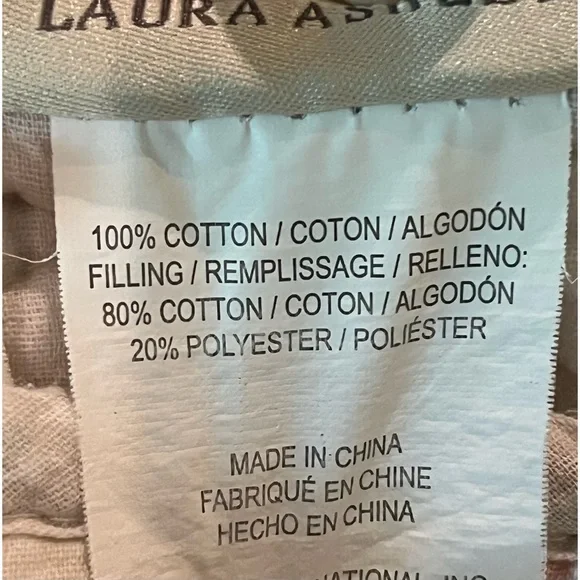 LAURA
100% COTTON / COTON / ALGODÓN
FILLING / REMPLISSAGE / RELLENO:
80% COTTON / COTON / ALGODÓN
20% POLYESTER / POLIÉSTER
MADE IN CHINA
FABRIQUÉ EN CHINE
HECHO EN CHINA